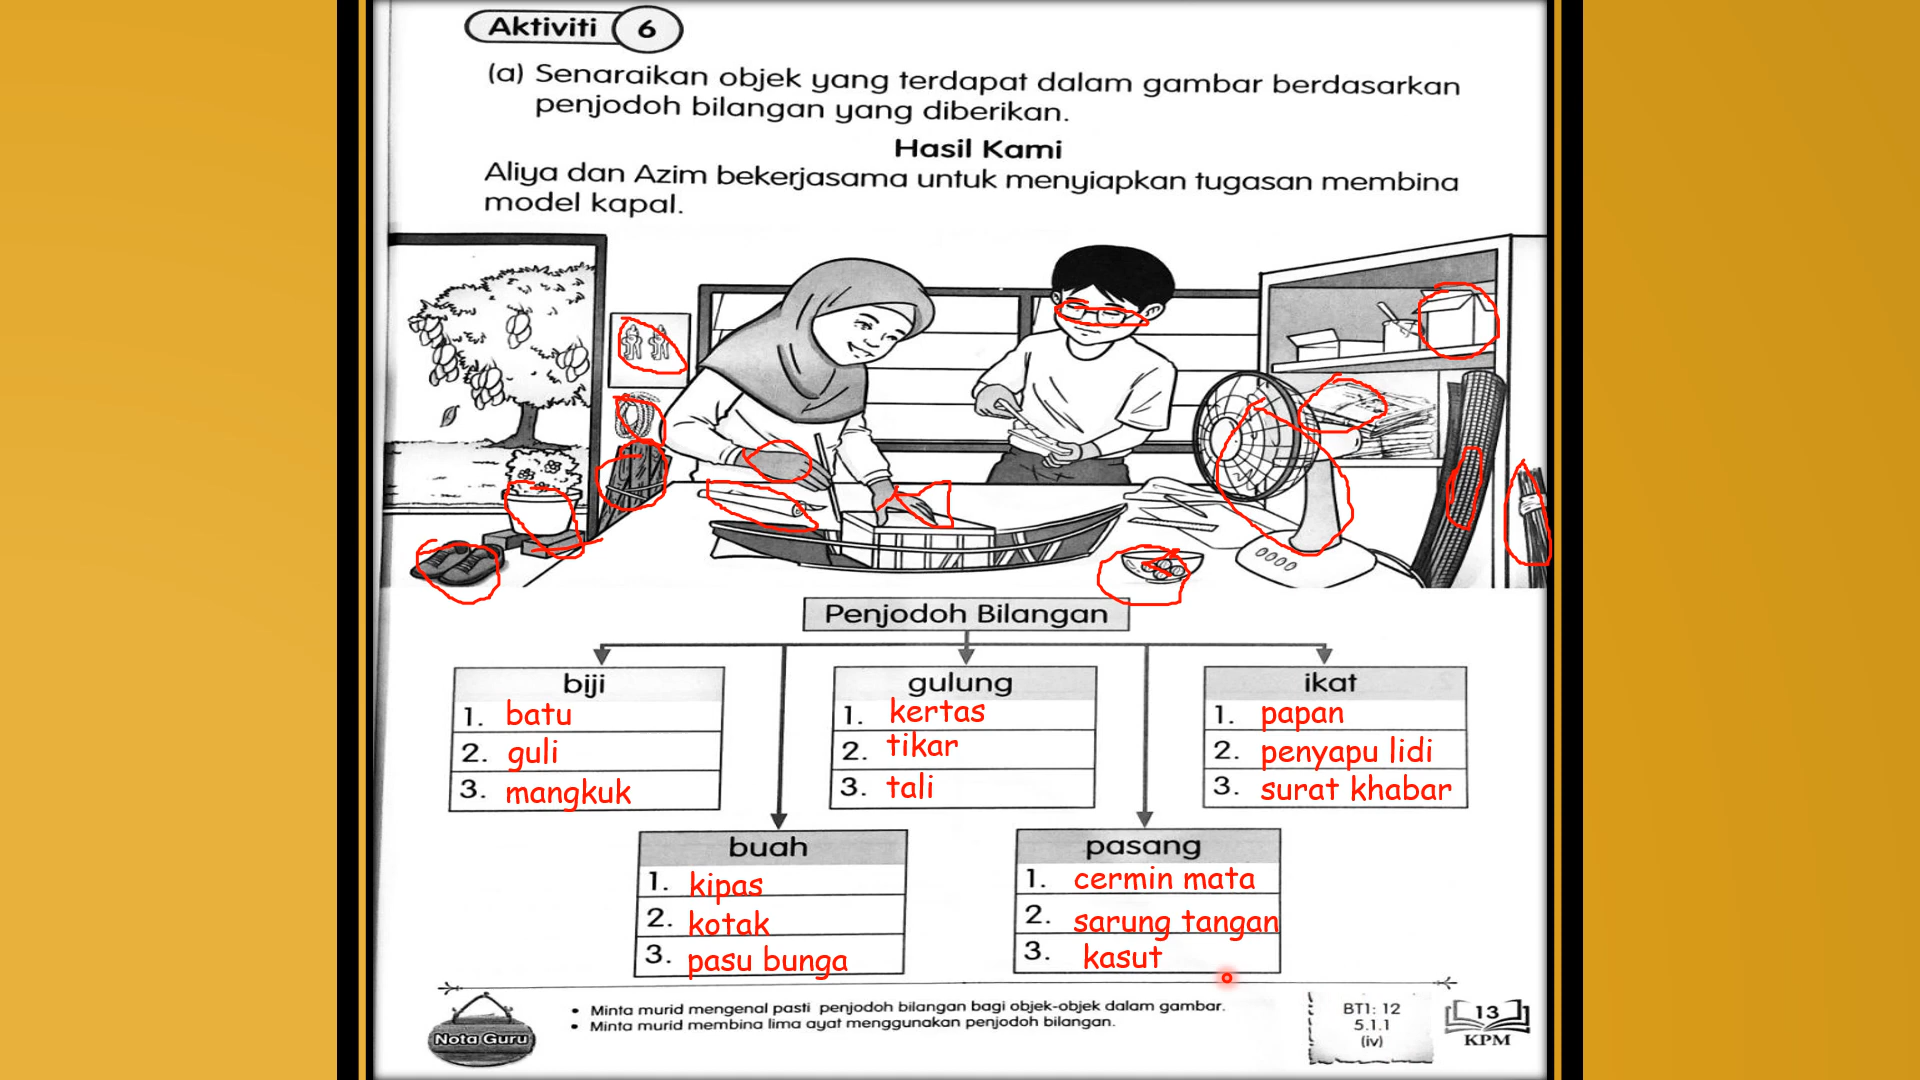 Aktiviti 6
(a) Senaraikan objek yang terdapat dalam gambar berdasarkan
penjodoh bilangan yang diberikan.
Hasil Kami
Aliya dan Azim bekerjasama untuk menyiapkan tugasan membina
model kapal.
Penjodoh Bilangan
biji
1. batu
2. guli
3. mangkuk
gulung
1. kertas
2. tikar
3. tali
ikat
1. papan
2. penyapu lidi
3. surat khabar
buah
1. kipas
2. kotak
3. pasu bunga
pasang
1. cermin mata
2. sarung tangan
3. kasut
Nota Guru
• Minta murid mengenal pasti penjodoh bilangan bagi objek-objek dalam gambar.
• Minta murid membina lima ayat menggunakan penjodoh bilangan.
BT1: 12
5.1.1
(iv)
13
KPM